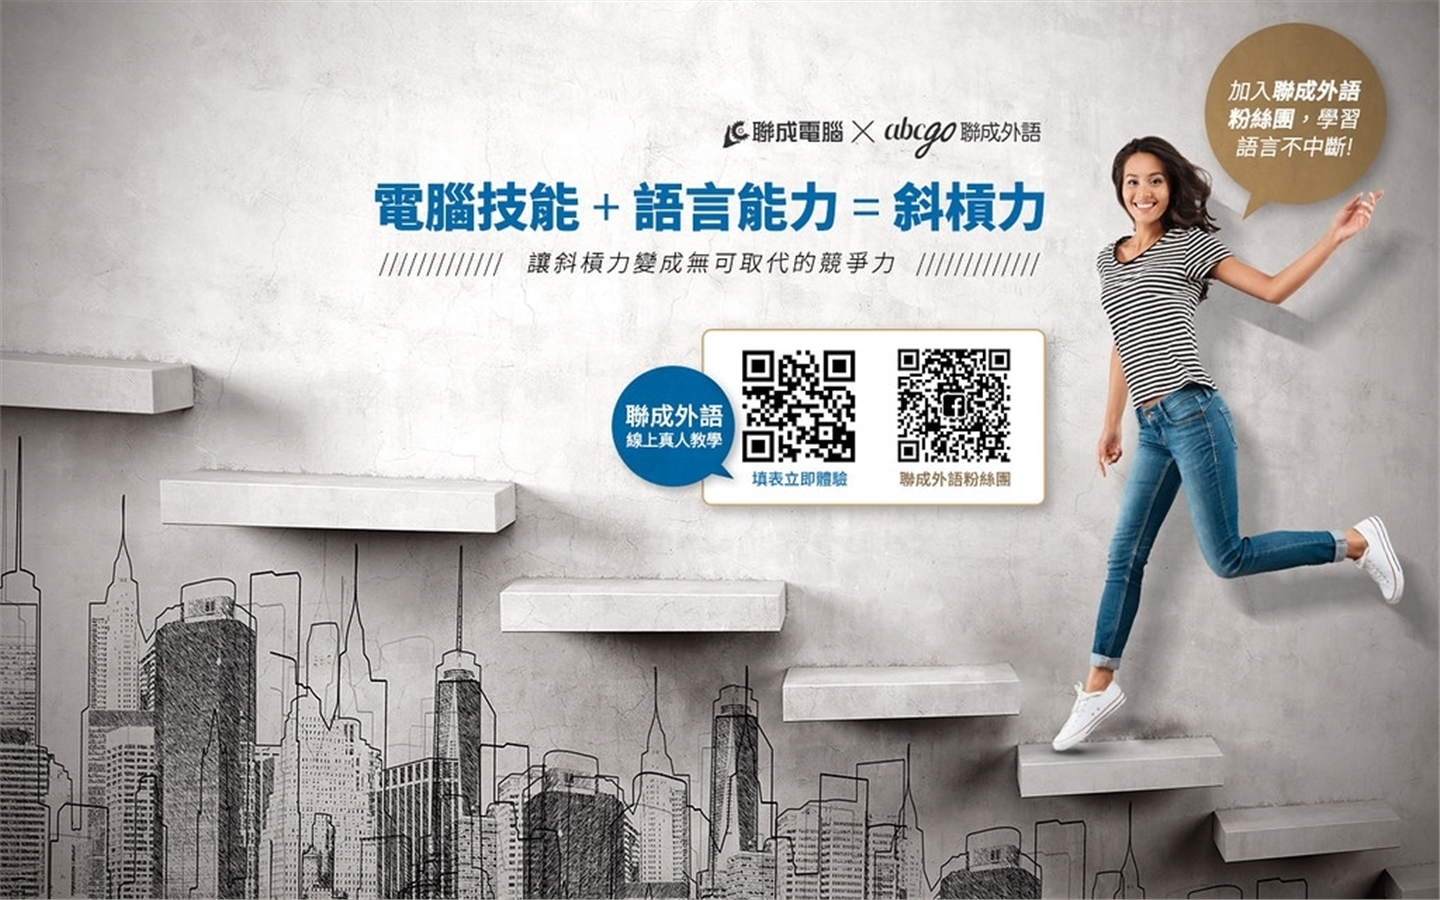 加入聯成外語
粉絲團，學習
語言不中斷!
聯成電腦 × abcgo 聯成外語
電腦技能 + 語言能力 = 斜槓力
///////////// 讓斜槓力變成無可取代的競爭力 /////////////
聯成外語
線上真人教學
填表立即體驗
聯成外語粉絲團